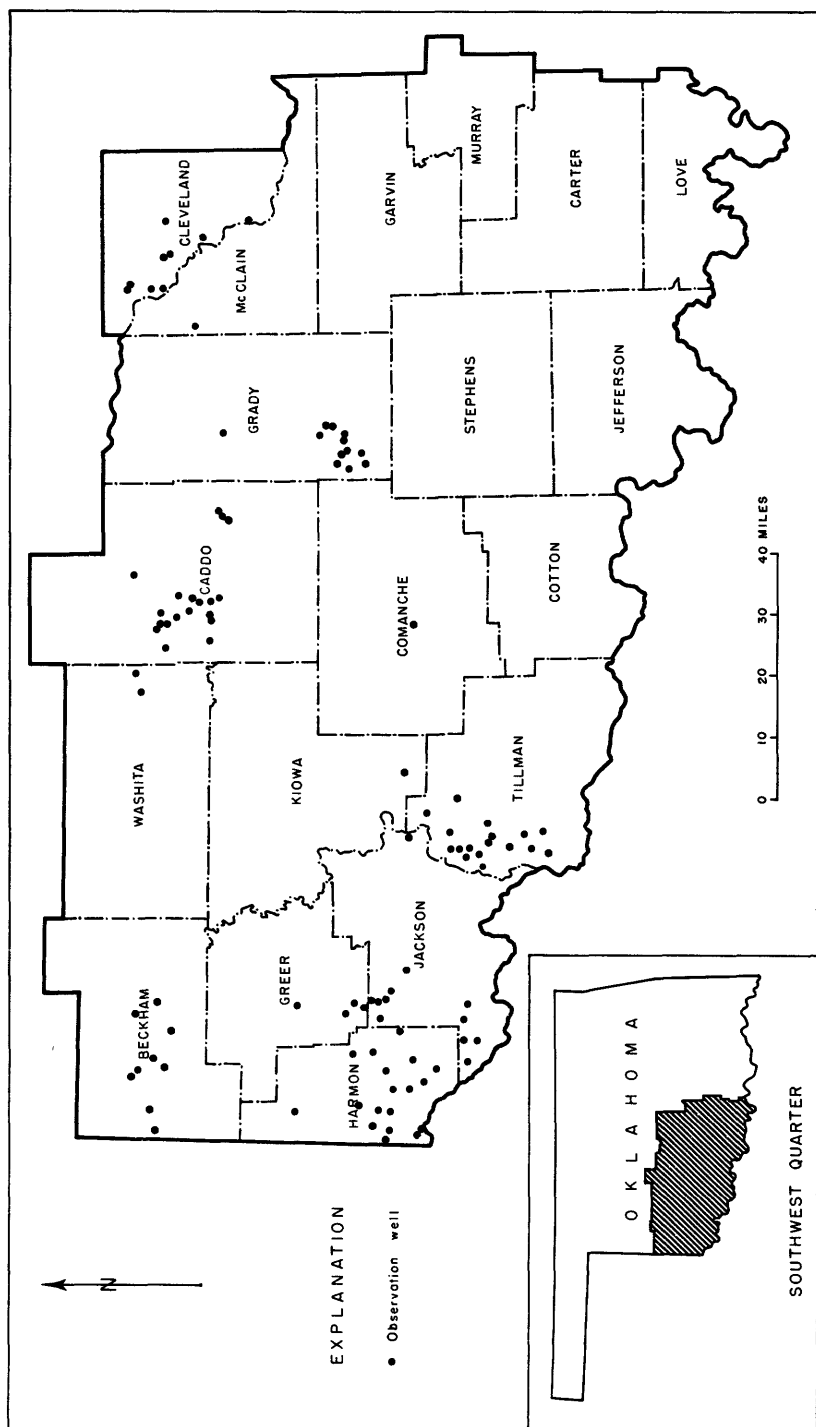 N
EXPLANATION
Observation well
BECKHAM
WASHITA
CADDO
GRADY
McCLAIN
CLEVELAND
HARMON
GREER
KIOWA
JACKSON
COMANCHE
GARVIN
MURRAY
TILLMAN
COTTON
STEPHENS
JEFFERSON
CARTER
LOVE
0 10 20 30 40 MILES
OKLAHOMA
SOUTHWEST QUARTER